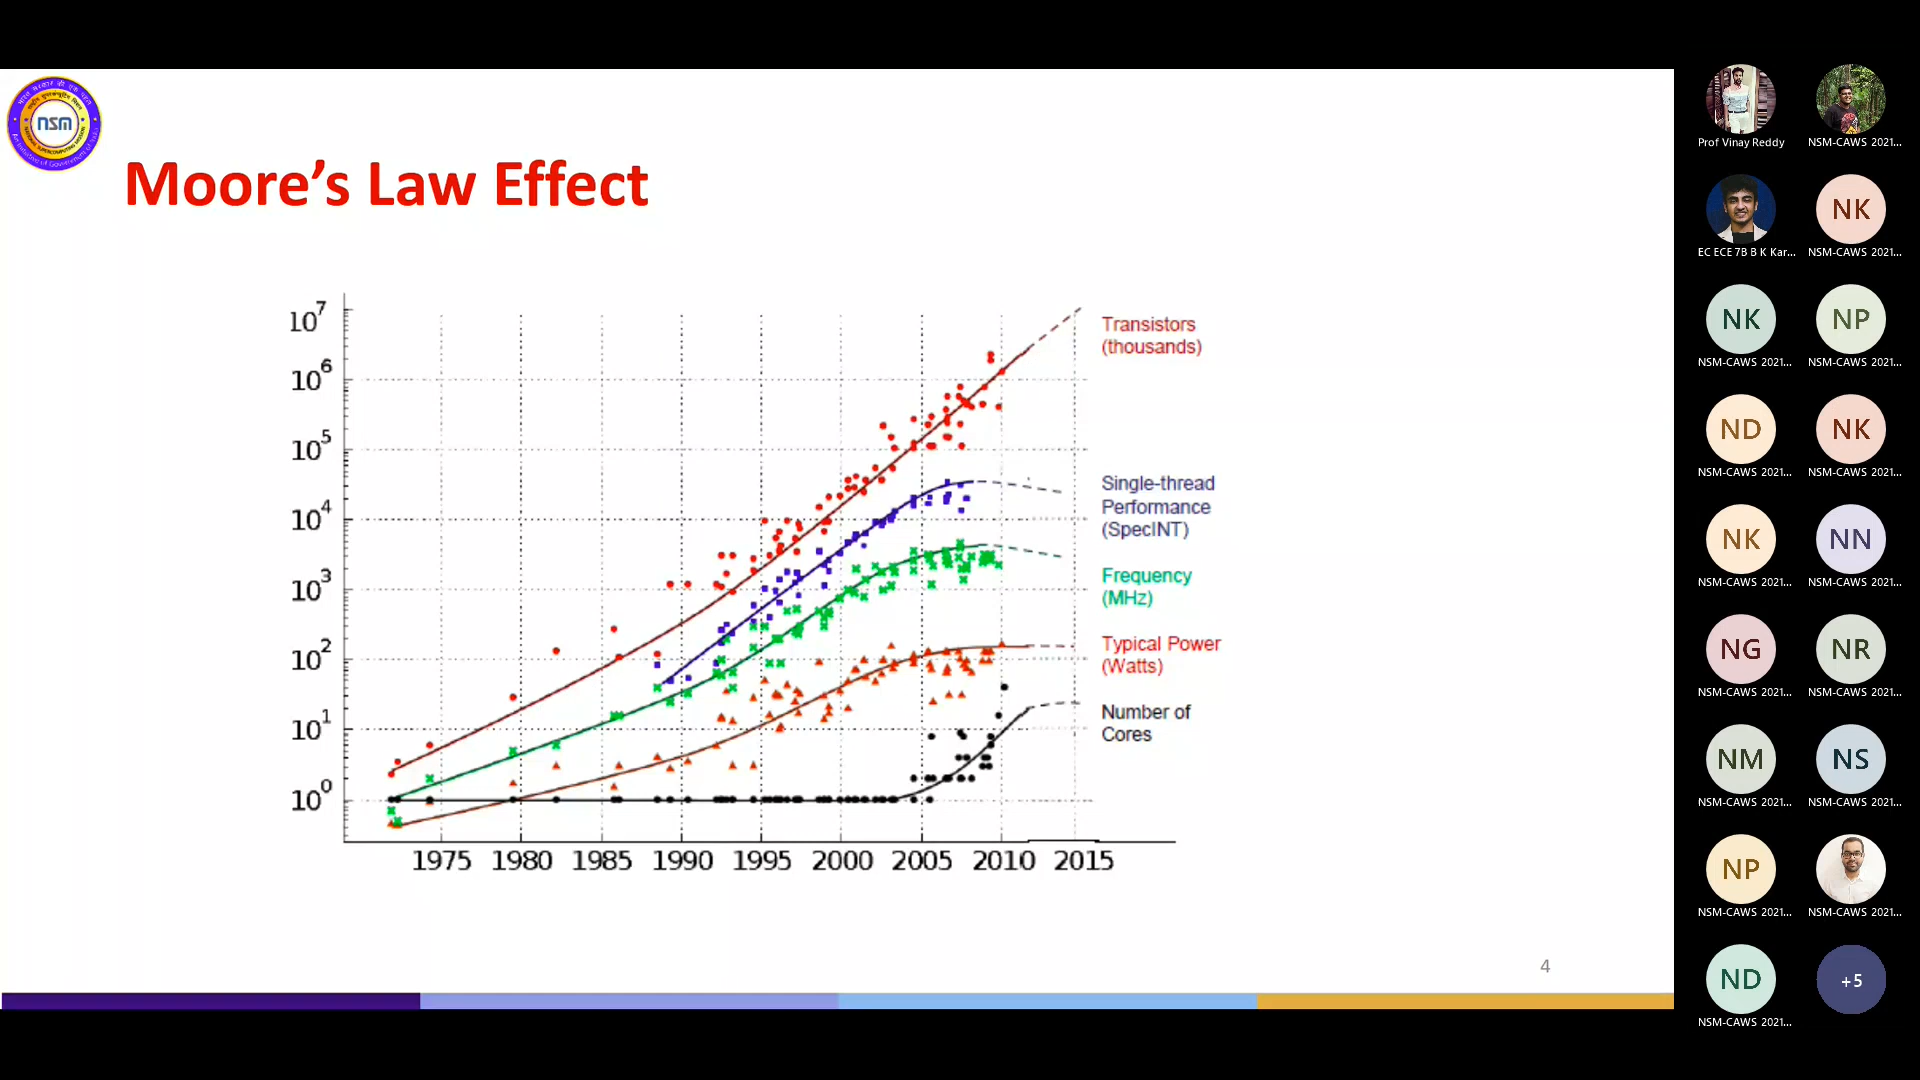 nsm
Moore's Law Effect
10^7
10^6
10^5
10^4
10^3
10^2
10^1
10^0
1975 1980 1985 1990 1995 2000 2005 2010 2015
Transistors
(thousands)
Single-thread
Performance
(SpecINT)
Frequency
(MHz)
Typical Power
(Watts)
Number of
Cores
4
Prof Vinay Reddy
NSM-CAWS 2021...
EC ECE 7B B K Kar...
NK
NSM-CAWS 2021...
NK
NSM-CAWS 2021...
NP
NSM-CAWS 2021...
ND
NSM-CAWS 2021...
NK
NSM-CAWS 2021...
NK
NSM-CAWS 2021...
NN
NSM-CAWS 2021...
NG
NSM-CAWS 2021...
NR
NSM-CAWS 2021...
NM
NSM-CAWS 2021...
NS
NSM-CAWS 2021...
NP
NSM-CAWS 2021...
NSM-CAWS 2021...
ND
NSM-CAWS 2021...
+5